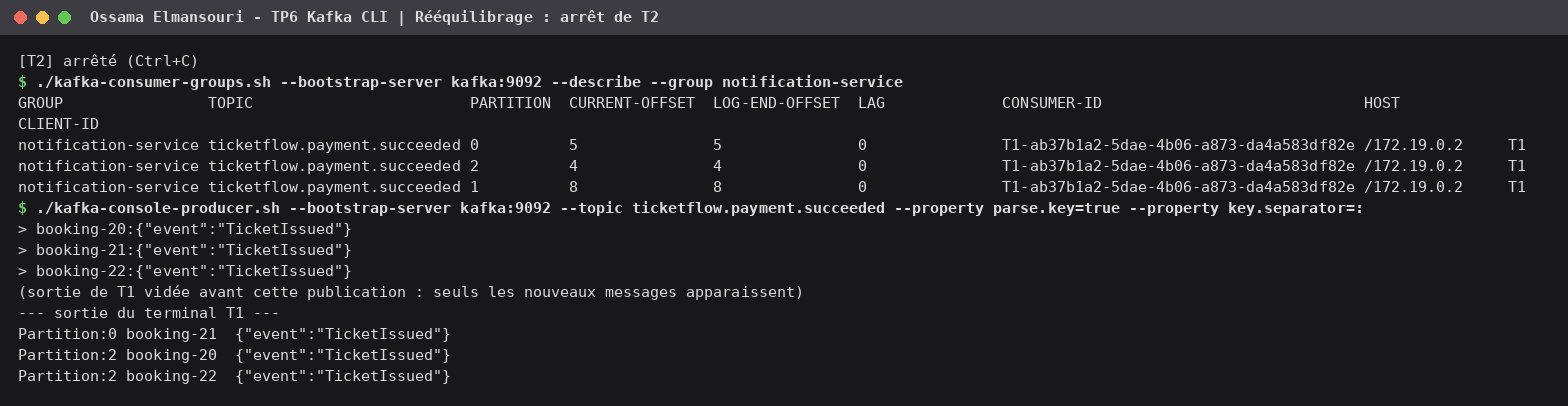 Ossama Elmansouri - TP6 Kafka CLI | Rééquilibrage : arrêt de T2
[T2] arrêté (Ctrl+C)
$ ./kafka-consumer-groups.sh --bootstrap-server kafka:9092 --describe --group notification-service
GROUP                TOPIC                        PARTITION  CURRENT-OFFSET  LOG-END-OFFSET  LAG             CONSUMER-ID                             HOST
CLIENT-ID
notification-service ticketflow.payment.succeeded 0          5               5               0               T1-ab37b1a2-5dae-4b06-a873-da4a583df82e /172.19.0.2     T1
notification-service ticketflow.payment.succeeded 2          4               4               0               T1-ab37b1a2-5dae-4b06-a873-da4a583df82e /172.19.0.2     T1
notification-service ticketflow.payment.succeeded 1          8               8               0               T1-ab37b1a2-5dae-4b06-a873-da4a583df82e /172.19.0.2     T1
$ ./kafka-console-producer.sh --bootstrap-server kafka:9092 --topic ticketflow.payment.succeeded --property parse.key=true --property key.separator=:
> booking-20:{"event":"TicketIssued"}
> booking-21:{"event":"TicketIssued"}
> booking-22:{"event":"TicketIssued"}
(sortie de T1 vidée avant cette publication : seuls les nouveaux messages apparaissent)
--- sortie du terminal T1 ---
Partition:0 booking-21  {"event":"TicketIssued"}
Partition:2 booking-20  {"event":"TicketIssued"}
Partition:2 booking-22  {"event":"TicketIssued"}